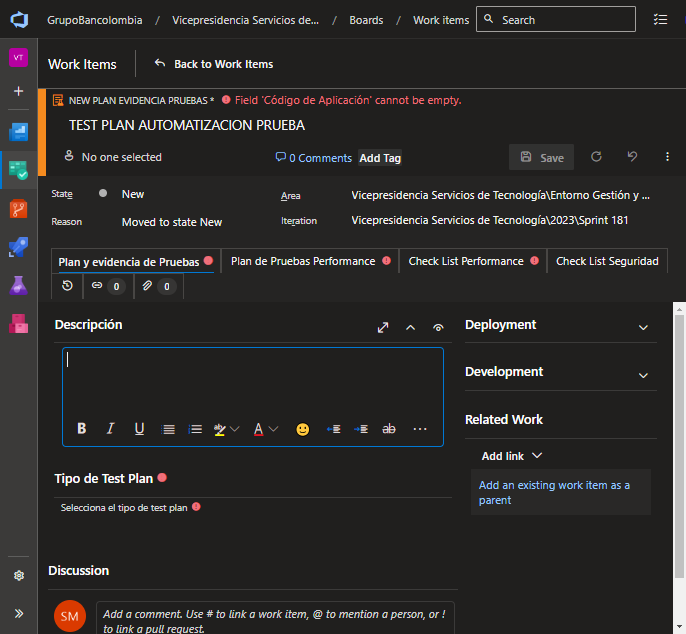 GrupoBancolombia / Vicepresidencia Servicios de... / Boards / Work items
Search
VT
Work Items
Back to Work Items
NEW PLAN EVIDENCIA PRUEBAS * Field 'Código de Aplicación' cannot be empty.
TEST PLAN AUTOMATIZACION PRUEBA
No one selected
0 Comments
Add Tag
Save
State
New
Area
Vicepresidencia Servicios de Tecnología\Entorno Gestión y ...
Reason
Moved to state New
Iteration
Vicepresidencia Servicios de Tecnología\2023\Sprint 181
Plan y evidencia de Pruebas
Plan de Pruebas Performance
Check List Performance
Check List Seguridad
0
0
Descripción
Deployment
Development
B I U A ab ...
Related Work
Add link
Add an existing work item as a
parent
Tipo de Test Plan
Selecciona el tipo de test plan
Discussion
SM
Add a comment. Use # to link a work item, @ to mention a person, or !
to link a pull request.